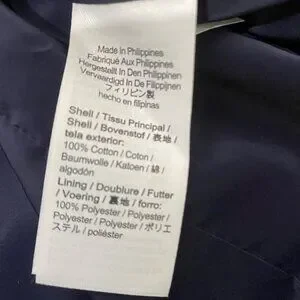 Made In Philippines
Fabriqué Aux Philippines
Hergestellt In Den Philippinen
Vervaardigd In De Filippijnen
フィリピン製
hecho en filipinas
Shell / Tissu Principal /
Shell / Bovenstof / 表地 /
tela exterior:
100% Cotton / Coton /
Baumwolle / Katoen / 綿 /
algodón
Lining / Doublure / Futter
/ Voering / 裏地 / forro:
100% Polyester / Polyester /
Polyester / Polyester / ポリエ
ステル / poliéster